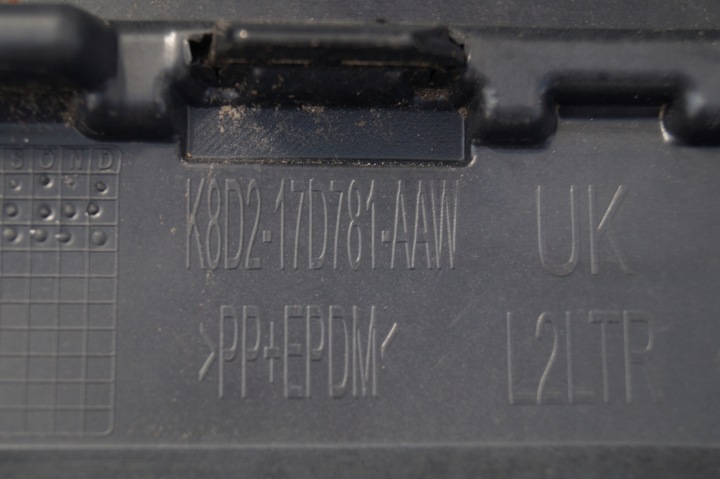 S O N D
K8D2-17D781-AAW
UK
>PP+EPDM<
L2LTR